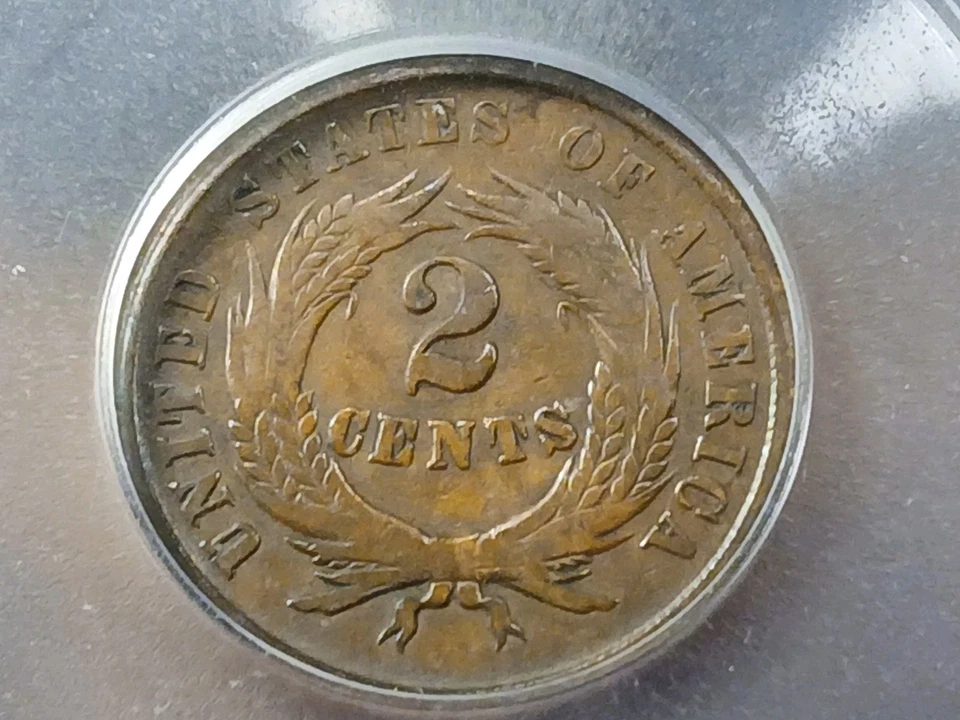 UNITED STATES OF AMERICA
2
CENTS